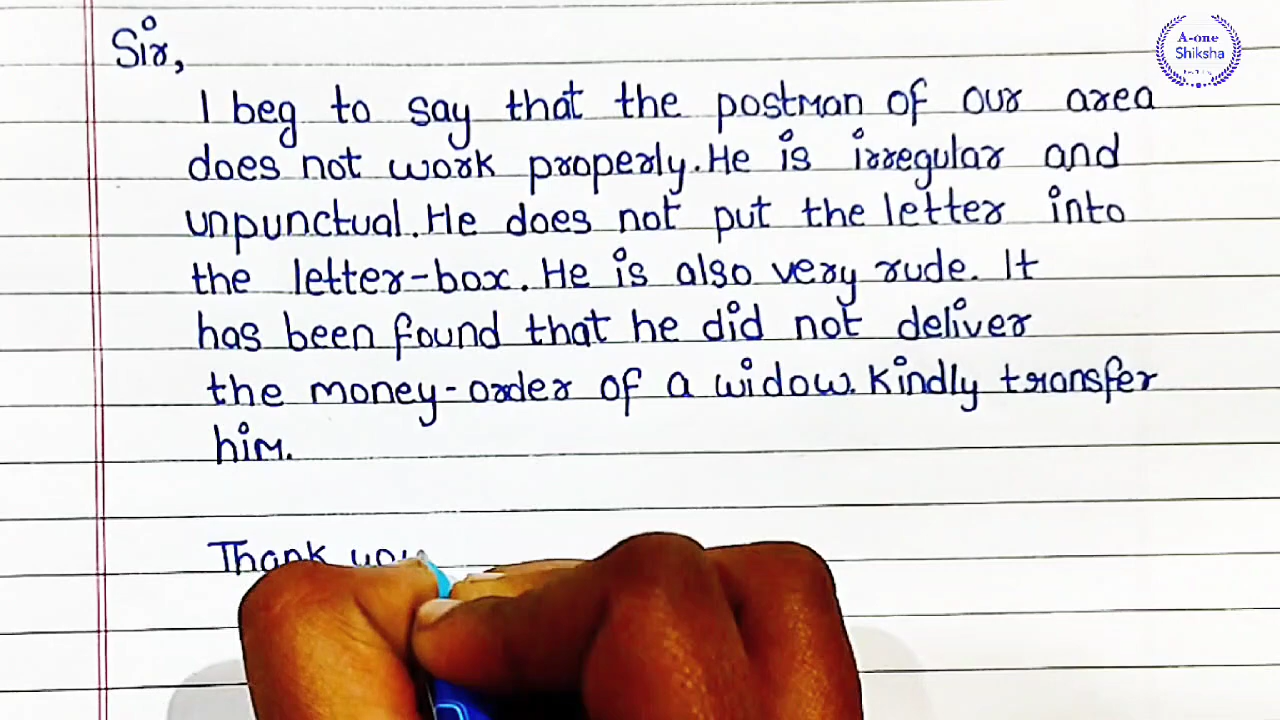 A-one
Shiksha
Sir,
I beg to say that the postman of our area
does not work properly. He is irregular and
unpunctual. He does not put the letter into
the letter-box. He is also very rude. It
has been found that he did not deliver
the money-order of a widow. Kindly transfer
him.
Thank you